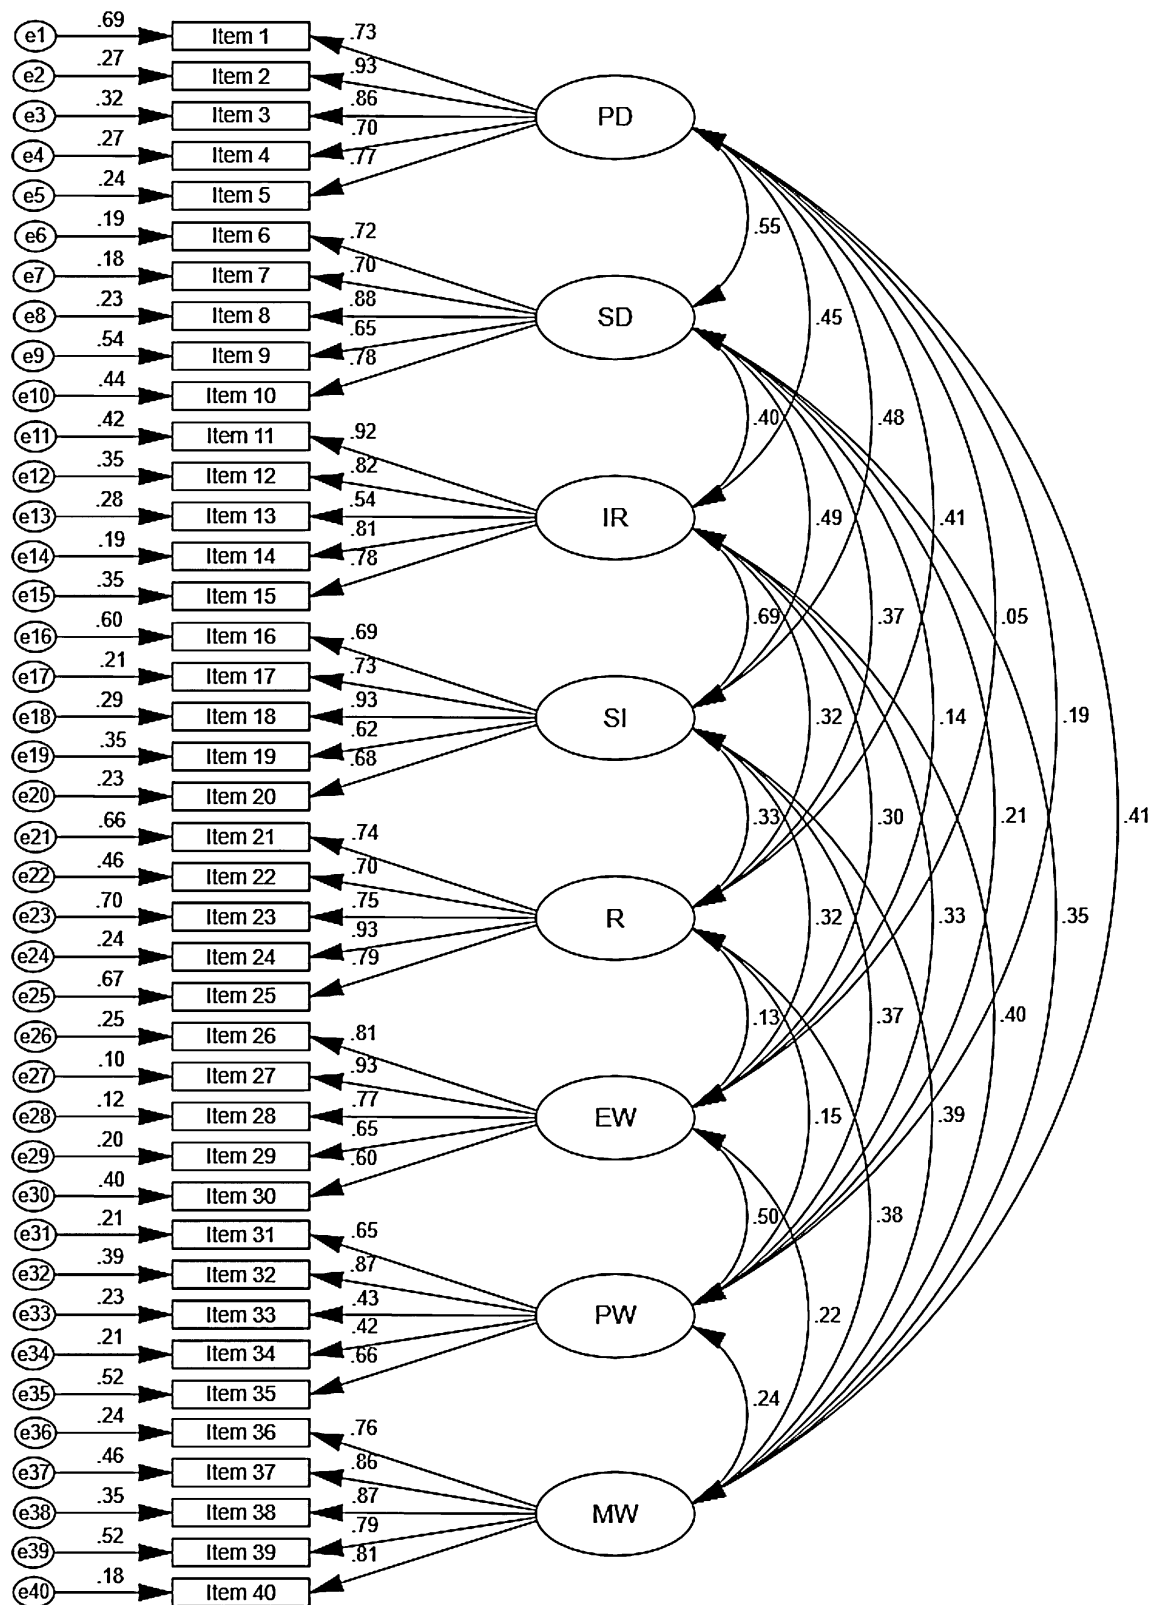 e1 .69 Item 1 .73
e2 .27 Item 2 .93
e3 .32 Item 3 .86
PD
e4 .27 Item 4 .70
e5 .24 Item 5 .77
e6 .19 Item 6 .72
.55
e7 .18 Item 7 .70
e8 .23 Item 8 .88
SD
.45
e9 .54 Item 9 .65
e10 .44 Item 10 .78
e11 .42 Item 11 .92
.40 .48
e12 .35 Item 12 .82
e13 .28 Item 13 .54
IR
.49 .41
e14 .19 Item 14 .81
e15 .35 Item 15 .78
e16 .60 Item 16 .69
.69 .37 .05
e17 .21 Item 17 .73
e18 .29 Item 18 .93
SI
.32 .14 .19
e19 .35 Item 19 .62
e20 .23 Item 20 .68
e21 .66 Item 21 .74
.33 .30 .21 .41
e22 .46 Item 22 .70
e23 .70 Item 23 .75
R
.32 .33 .35
e24 .24 Item 24 .93
e25 .67 Item 25 .79
e26 .25 Item 26 .81
.13 .37 .40
e27 .10 Item 27 .93
e28 .12 Item 28 .77
EW
.15 .39
e29 .20 Item 29 .65
e30 .40 Item 30 .60
e31 .21 Item 31 .65
.50 .38
e32 .39 Item 32 .87
e33 .23 Item 33 .43
PW
.22
e34 .21 Item 34 .42
e35 .52 Item 35 .66
e36 .24 Item 36 .76
.24
e37 .46 Item 37 .86
e38 .35 Item 38 .87
MW
e39 .52 Item 39 .79
e40 .18 Item 40 .81